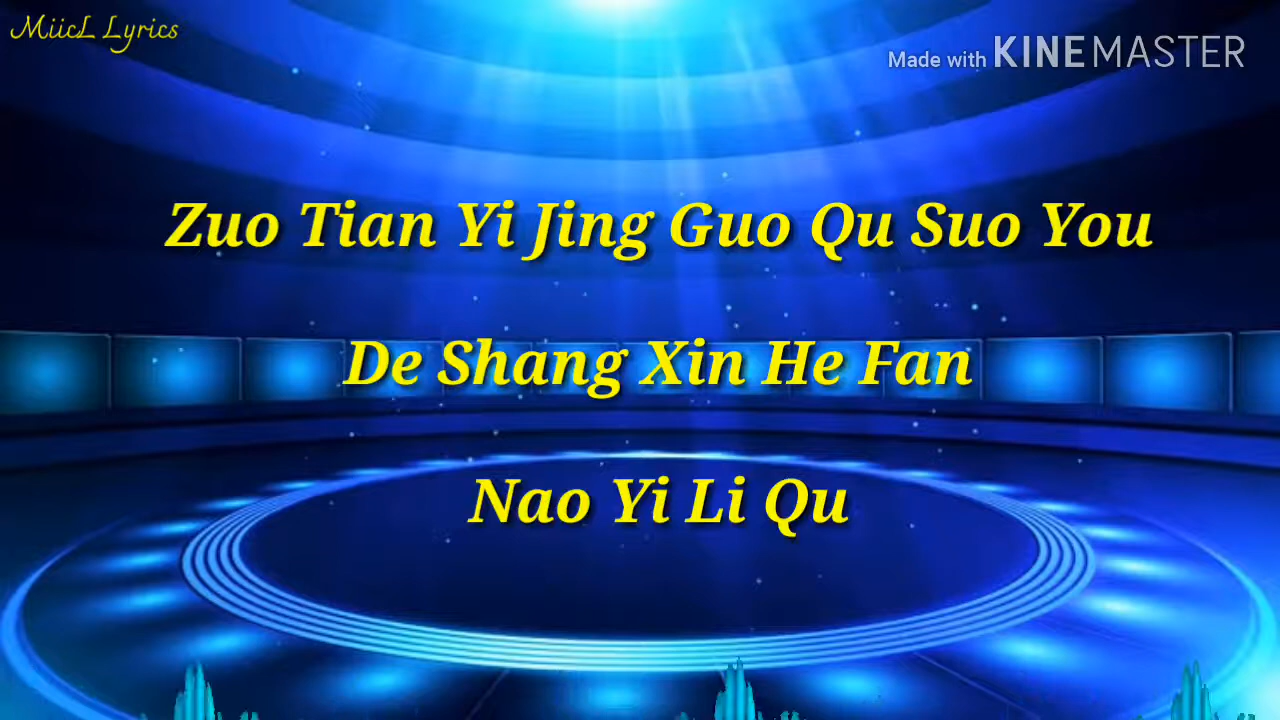 MiicL Lyrics
Made with KINEMASTER
Zuo Tian Yi Jing Guo Qu Suo You
De Shang Xin He Fan
Nao Yi Li Qu